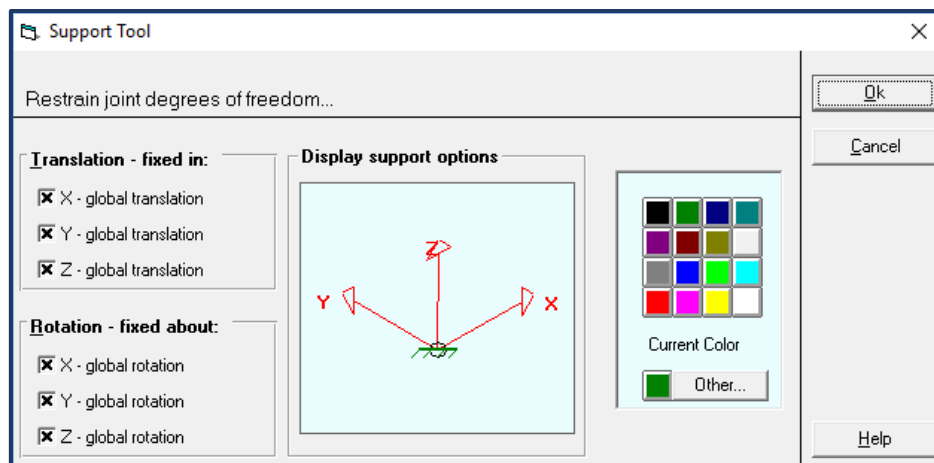 Support Tool
Restrain joint degrees of freedom...
Ok
Cancel
Translation - fixed in:
X - global translation
Y - global translation
Z - global translation
Rotation - fixed about:
X - global rotation
Y - global rotation
Z - global rotation
Display support options
Z
Y
X
Current Color
Other...
Help